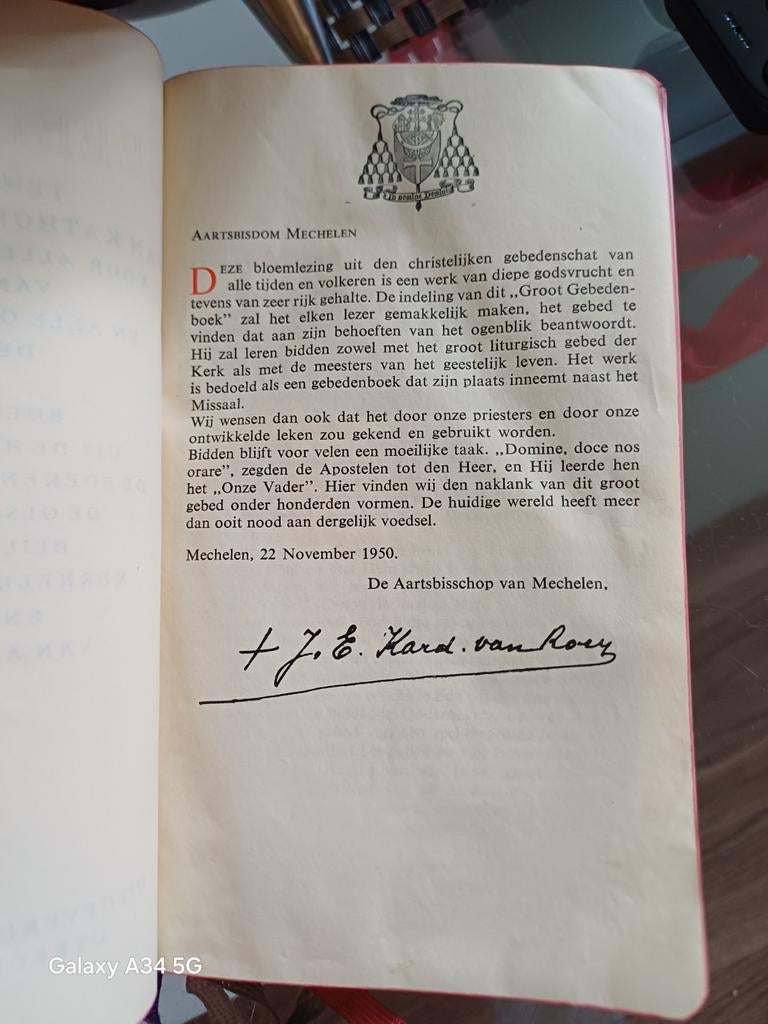 In nomine Domini
AARTSBISDOM MECHELEN
DEZE bloemlezing uit den christelijken gebedenschat van
alle tijden en volkeren is een werk van diepe godsvrucht en
tevens van zeer rijk gehalte. De indeling van dit „Groot Gebeden-
boek” zal het elken lezer gemakkelijk maken, het gebed te
vinden dat aan zijn behoeften van het ogenblik beantwoordt.
Hij zal leren bidden zowel met het groot liturgisch gebed der
Kerk als met de meesters van het geestelijk leven. Het werk
is bedoeld als een gebedenboek dat zijn plaats inneemt naast het
Missaal.
Wij wensen dan ook dat het door onze priesters en door onze
ontwikkelde leken zou gekend en gebruikt worden.
Bidden blijft voor velen een moeilijke taak. „Domine, doce nos
orare”, zegden de Apostelen tot den Heer, en Hij leerde hen
het „Onze Vader”. Hier vinden wij den naklank van dit groot
gebed onder honderden vormen. De huidige wereld heeft meer
dan ooit nood aan dergelijk voedsel.
Mechelen, 22 November 1950.
De Aartsbisschop van Mechelen,
+ J. E. Kard. van Roey
Galaxy A34 5G